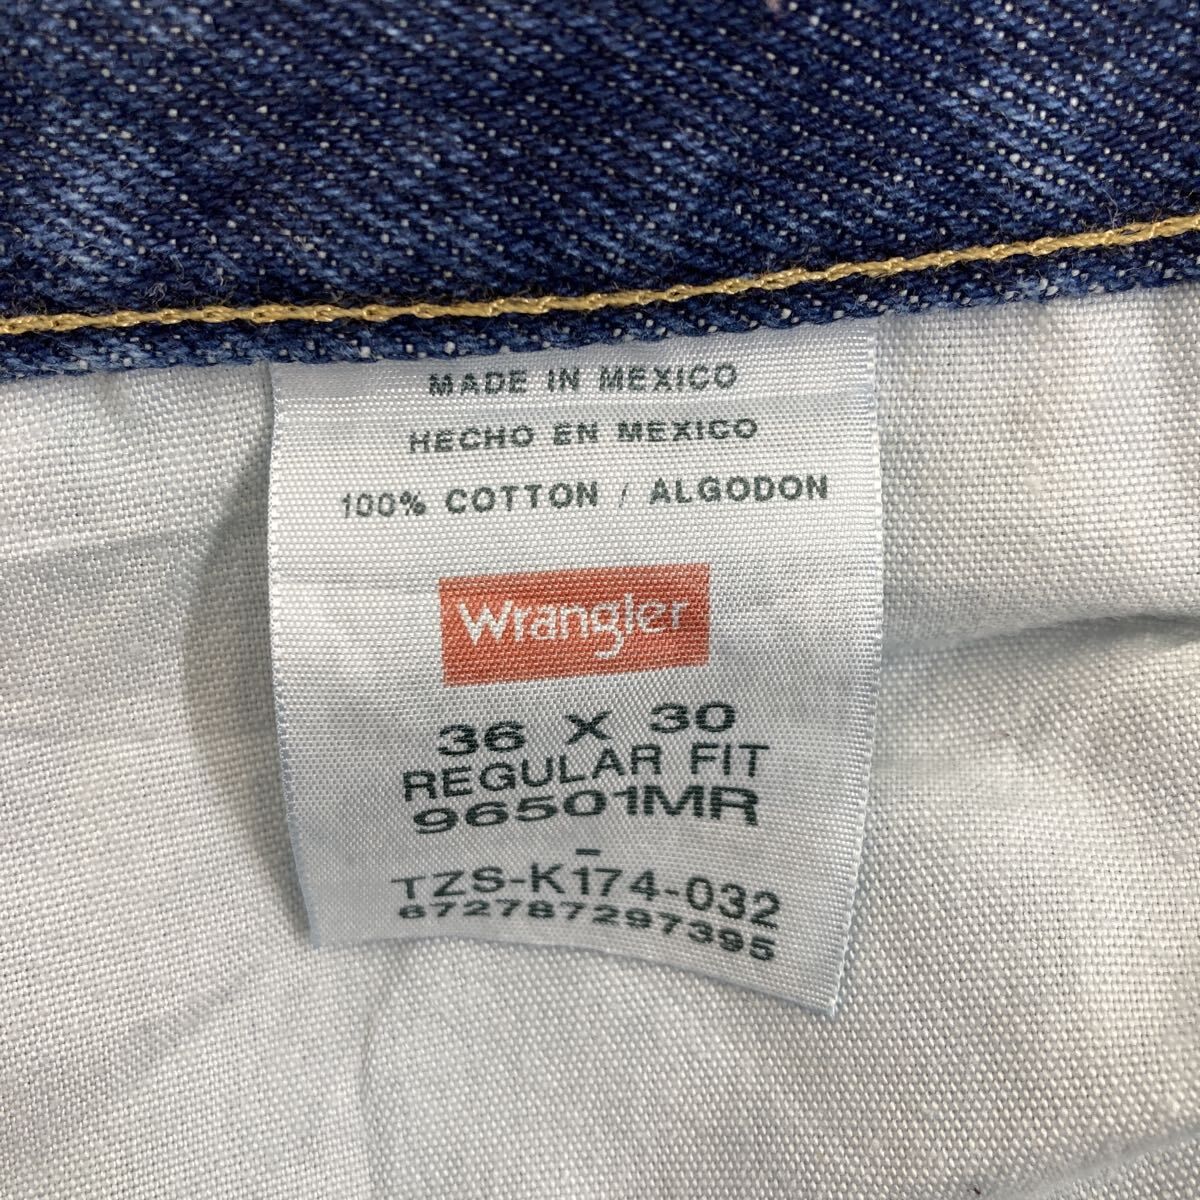 MADE IN MEXICO
HECHO EN MEXICO
100% COTTON / ALGODON
Wrangler
36 X 30
REGULAR FIT
96501MR
-
TZS-K174-032
672787297395